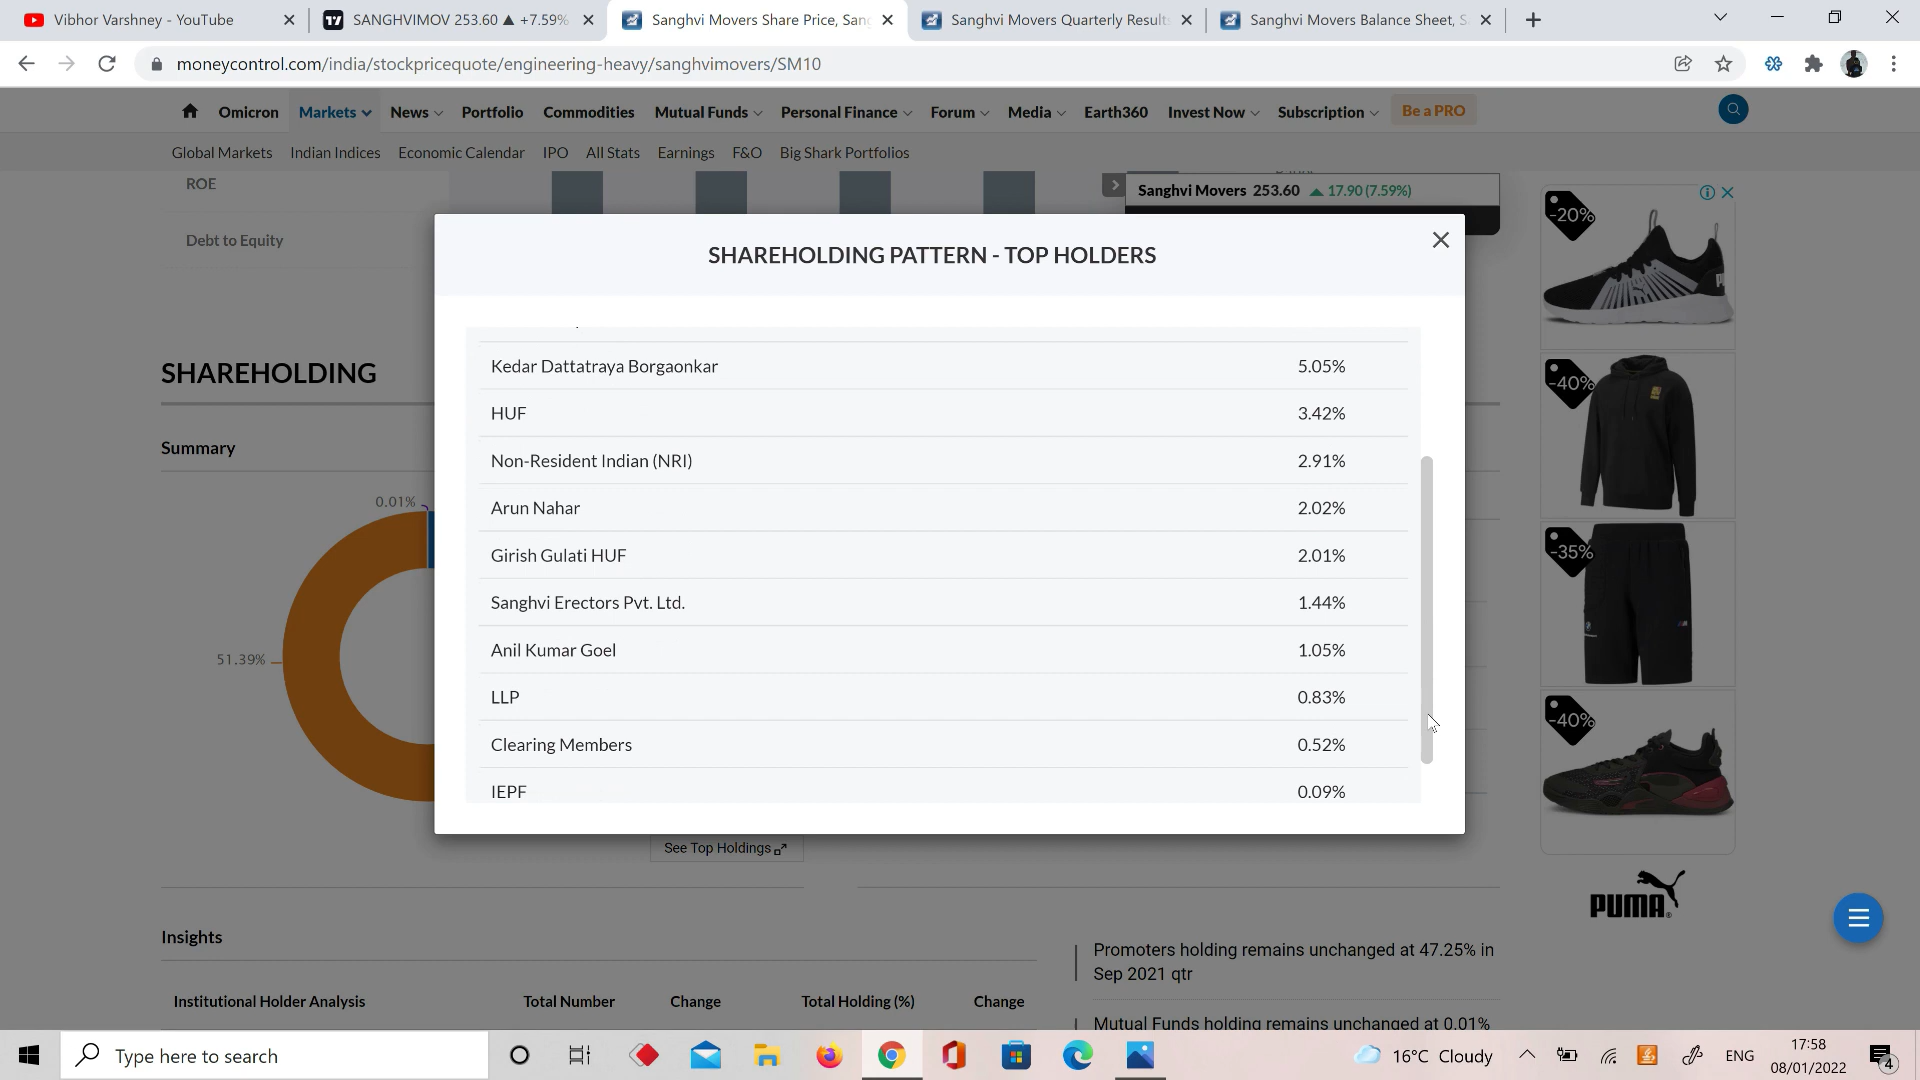 Vibhor Varshney - YouTube
SANGHVIMOV 253.60 ▲ +7.59%
Sanghvi Movers Share Price, San
Sanghvi Movers Quarterly Result
Sanghvi Movers Balance Sheet, S
moneycontrol.com/india/stockpricequote/engineering-heavy/sanghvimovers/SM10
Omicron Markets News Portfolio Commodities Mutual Funds Personal Finance Forum Media Earth360 Invest Now Subscription Be a PRO
Global Markets Indian Indices Economic Calendar IPO All Stats Earnings F&O Big Shark Portfolios
ROE
Sanghvi Movers 253.60 ▲ 17.90 (7.59%)
Debt to Equity
SHAREHOLDING PATTERN - TOP HOLDERS
Kedar Dattatraya Borgaonkar 5.05%
HUF 3.42%
Non-Resident Indian (NRI) 2.91%
Arun Nahar 2.02%
Girish Gulati HUF 2.01%
Sanghvi Erectors Pvt. Ltd. 1.44%
Anil Kumar Goel 1.05%
LLP 0.83%
Clearing Members 0.52%
IEPF 0.09%
SHAREHOLDING
Summary
0.01%
51.39%
See Top Holdings
Insights
Institutional Holder Analysis Total Number Change Total Holding (%) Change
Promoters holding remains unchanged at 47.25% in
Sep 2021 qtr
Mutual Funds holding remains unchanged at 0.01%
-20%
-40%
-35%
-40%
PUMA
Type here to search
16°C Cloudy
ENG
17:58
08/01/2022
4